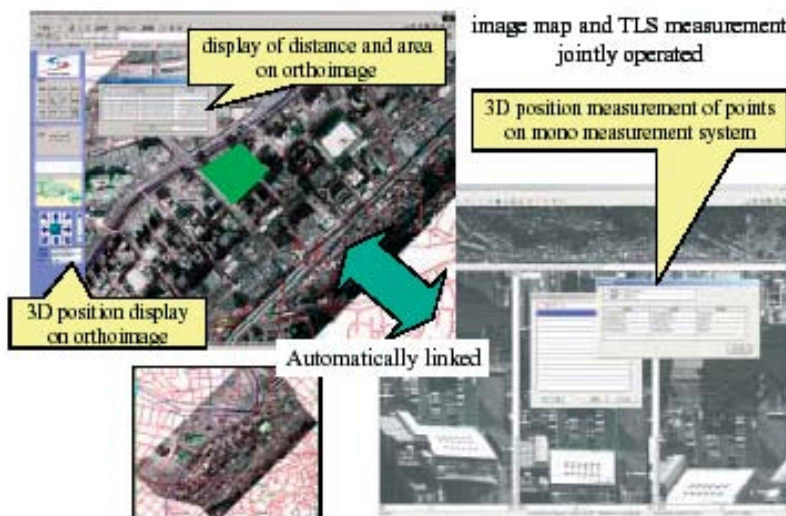 display of distance and area
on orthoimage
image map and TLS measurement
jointly operated
3D position measurement of points
on mono measurement system
3D position display
on orthoimage
Automatically linked